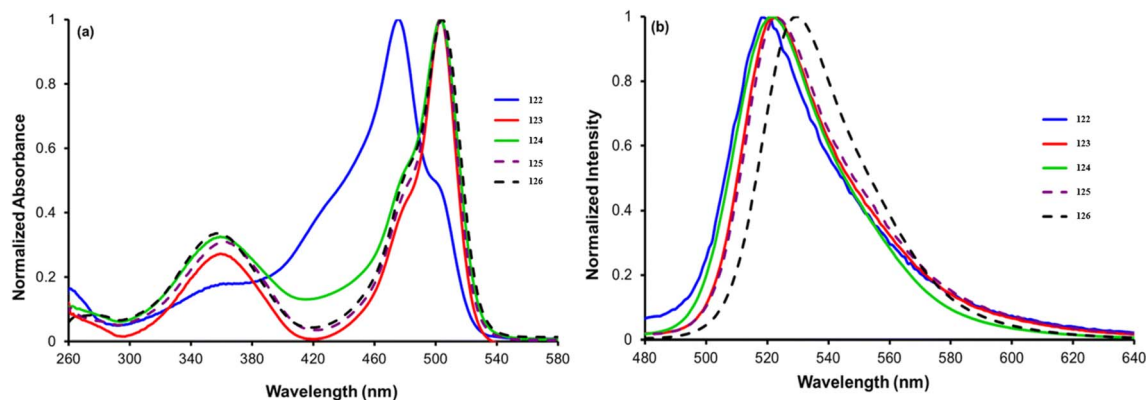 (a)
Normalized Absorbance
1
0.8
0.6
0.4
0.2
0
260 300 340 380 420 460 500 540 580
Wavelength (nm)
122
123
124
125
126
(b)
Normalized Intensity
1
0.8
0.6
0.4
0.2
0
480 500 520 540 560 580 600 620 640
Wavelength (nm)
122
123
124
125
126